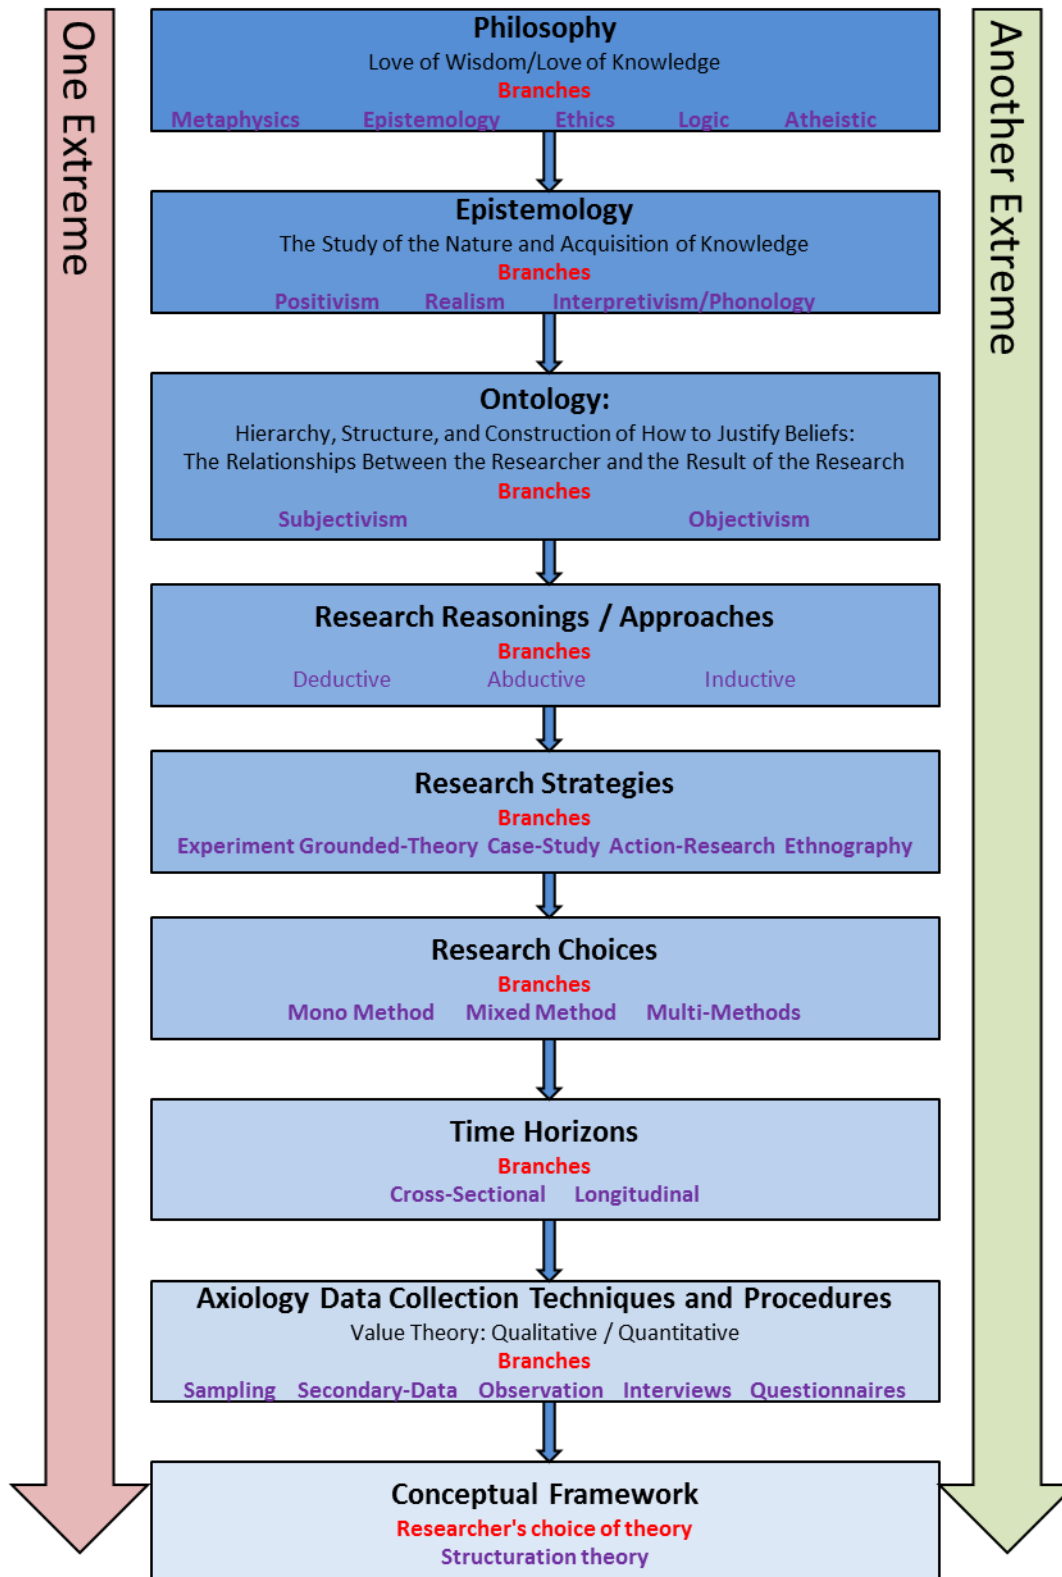 One Extreme
Philosophy
Love of Wisdom/Love of Knowledge
Branches
Metaphysics Epistemology Ethics Logic Atheistic
Epistemology
The Study of the Nature and Acquisition of Knowledge
Branches
Positivism Realism Interpretivism/Phonology
Ontology:
Hierarchy, Structure, and Construction of How to Justify Beliefs:
The Relationships Between the Researcher and the Result of the Research
Branches
Subjectivism Objectivism
Research Reasonings / Approaches
Branches
Deductive Abductive Inductive
Research Strategies
Branches
Experiment Grounded-Theory Case-Study Action-Research Ethnography
Research Choices
Branches
Mono Method Mixed Method Multi-Methods
Time Horizons
Branches
Cross-Sectional Longitudinal
Axiology Data Collection Techniques and Procedures
Value Theory: Qualitative / Quantitative
Branches
Sampling Secondary-Data Observation Interviews Questionnaires
Conceptual Framework
Researcher's choice of theory
Structuration theory
Another Extreme